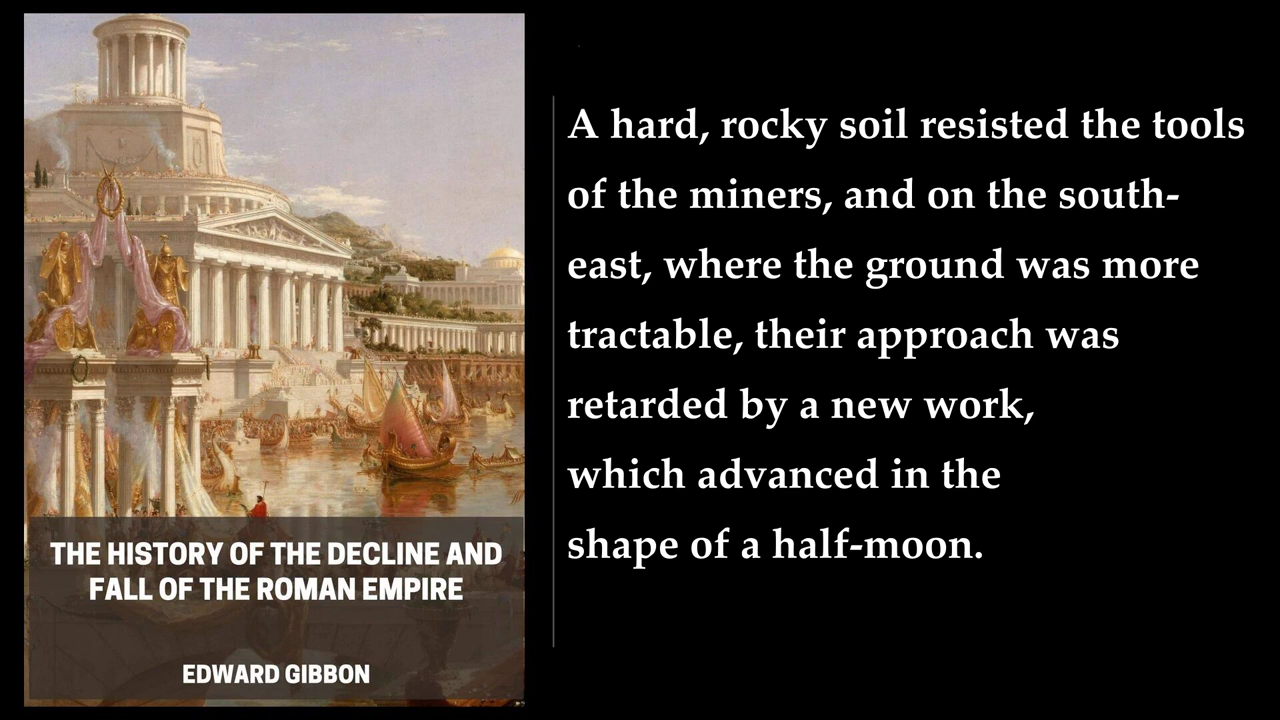 THE HISTORY OF THE DECLINE AND
FALL OF THE ROMAN EMPIRE
EDWARD GIBBON
A hard, rocky soil resisted the tools
of the miners, and on the south-
east, where the ground was more
tractable, their approach was
retarded by a new work,
which advanced in the
shape of a half-moon.